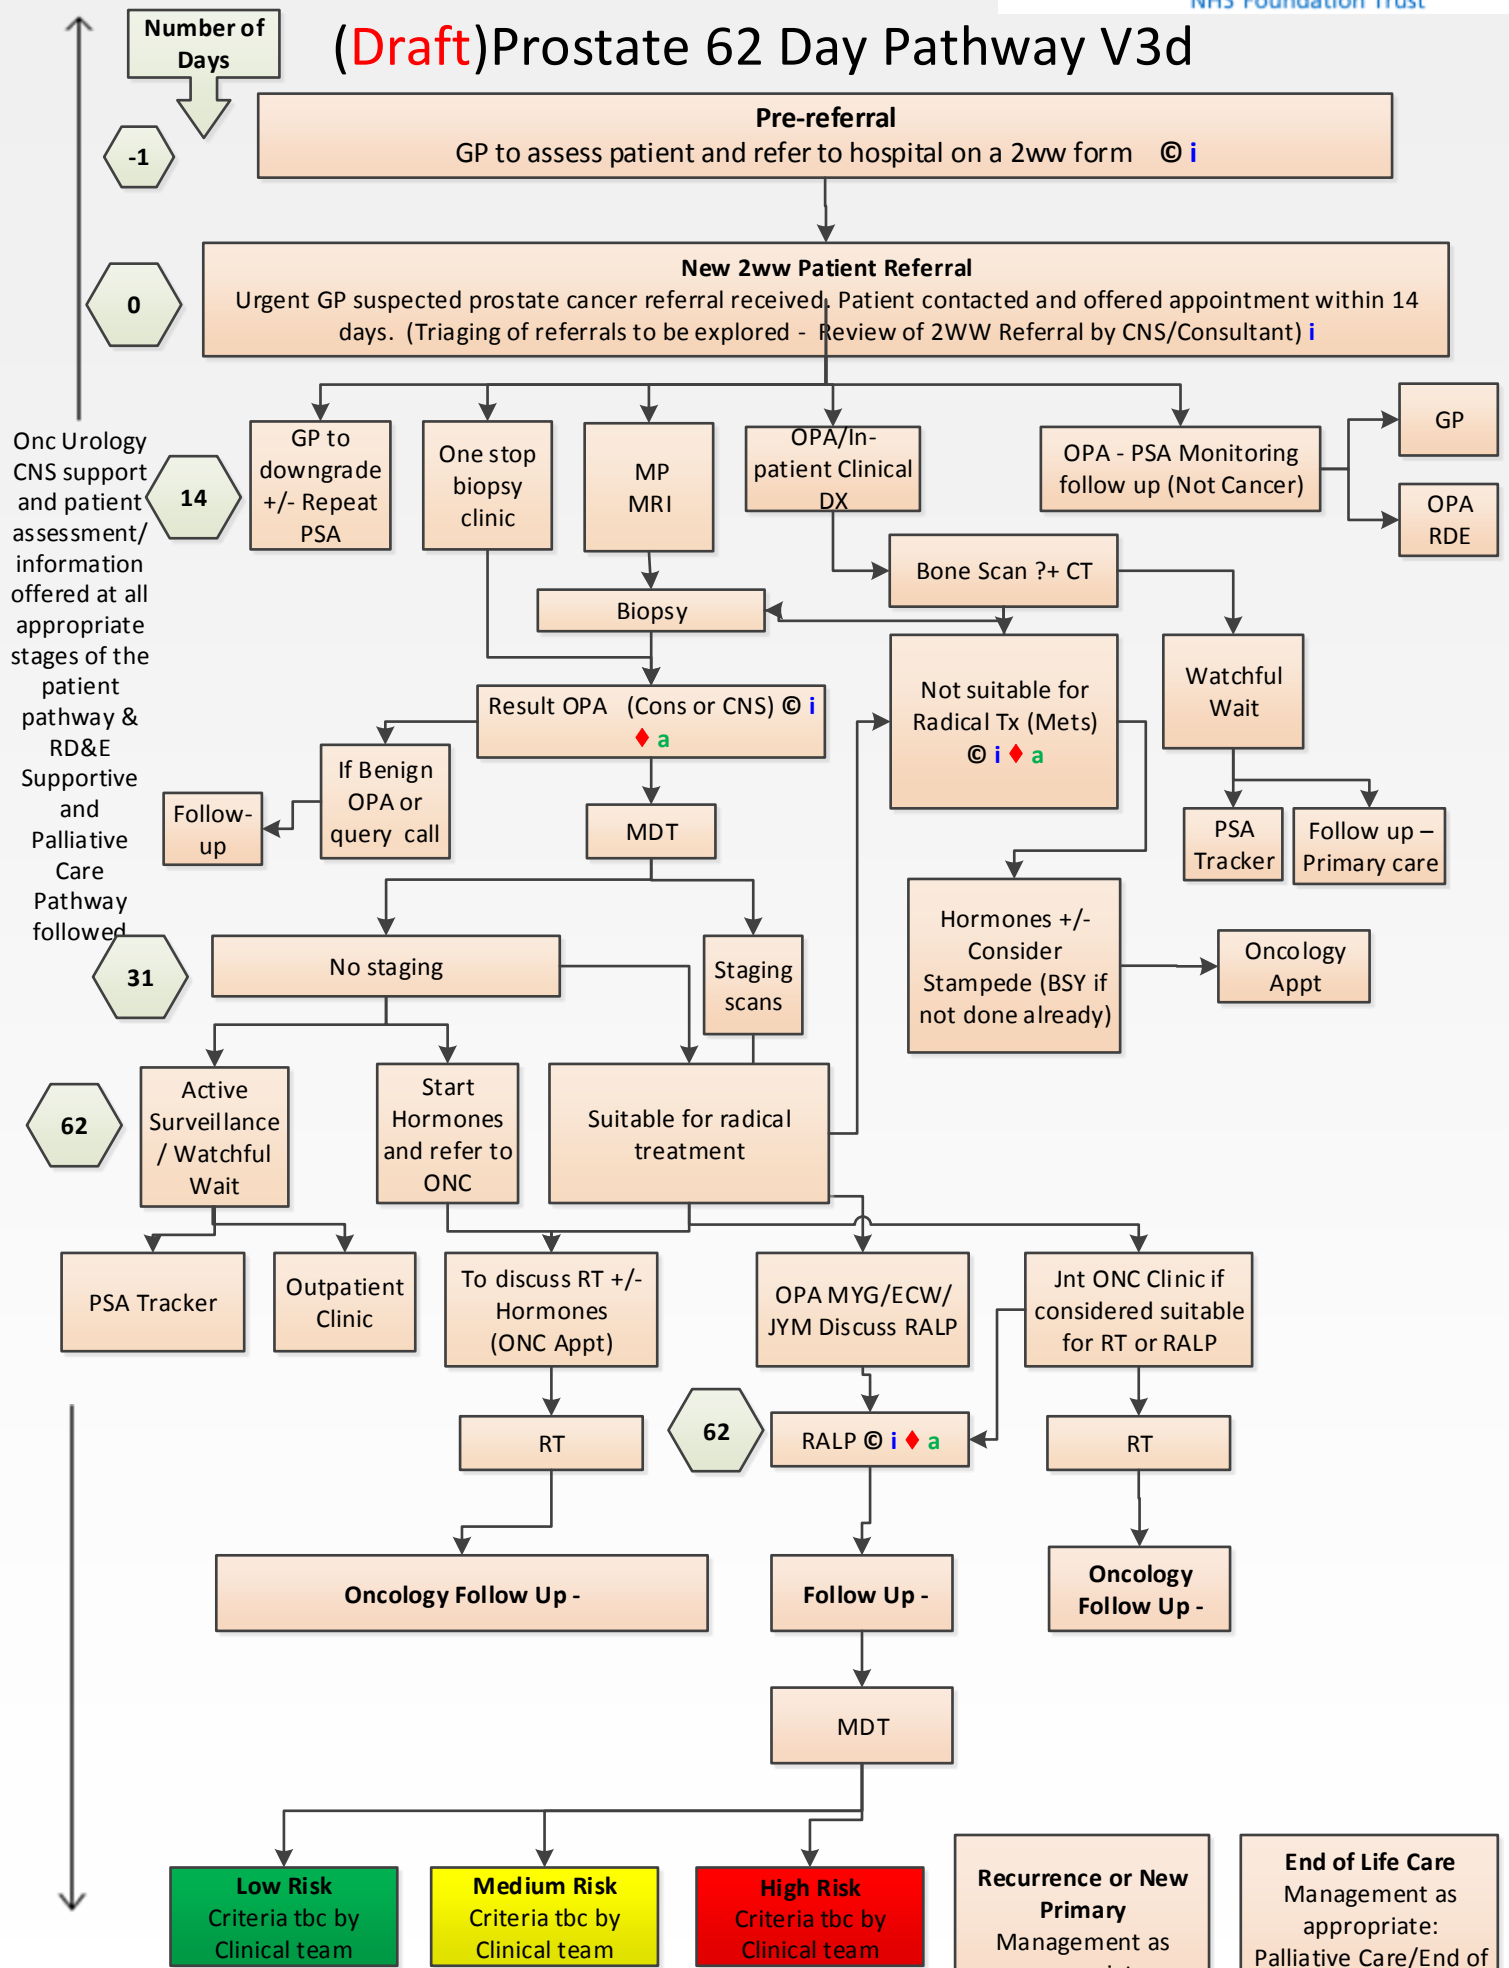 NHS Foundation Trust
Number of
Days
(Draft)Prostate 62 Day Pathway V3d
-1
Pre-referral
GP to assess patient and refer to hospital on a 2ww form © i
0
New 2ww Patient Referral
Urgent GP suspected prostate cancer referral received. Patient contacted and offered appointment within 14
days. (Triaging of referrals to be explored - Review of 2WW Referral by CNS/Consultant) i
Onc Urology
CNS support
and patient
assessment/
information
offered at all
appropriate
stages of the
patient
pathway &
RD&E
Supportive
and
Palliative
Care
Pathway
followed
14
GP to
downgrade
+/- Repeat
PSA
One stop
biopsy
clinic
MP
MRI
OPA/In-
patient Clinical
DX
OPA - PSA Monitoring
follow up (Not Cancer)
GP
OPA
RDE
Bone Scan ?+ CT
Biopsy
Result OPA (Cons or CNS) © i
♦ a
Not suitable for
Radical Tx (Mets)
© i ♦ a
Watchful
Wait
If Benign
OPA or
query call
Follow-
up
MDT
PSA
Tracker
Follow up –
Primary care
Hormones +/-
Consider
Stampede (BSY if
not done already)
Oncology
Appt
31
No staging
Staging
scans
62
Active
Surveillance
/ Watchful
Wait
Start
Hormones
and refer to
ONC
Suitable for radical
treatment
PSA Tracker
Outpatient
Clinic
To discuss RT +/-
Hormones
(ONC Appt)
OPA MYG/ECW/
JYM Discuss RALP
Jnt ONC Clinic if
considered suitable
for RT or RALP
RT
62
RALP © i ♦ a
RT
Oncology Follow Up -
Follow Up -
Oncology
Follow Up -
MDT
Low Risk
Criteria tbc by
Clinical team
Medium Risk
Criteria tbc by
Clinical team
High Risk
Criteria tbc by
Clinical team
Recurrence or New
Primary
Management as
End of Life Care
Management as
appropriate:
Palliative Care/End of